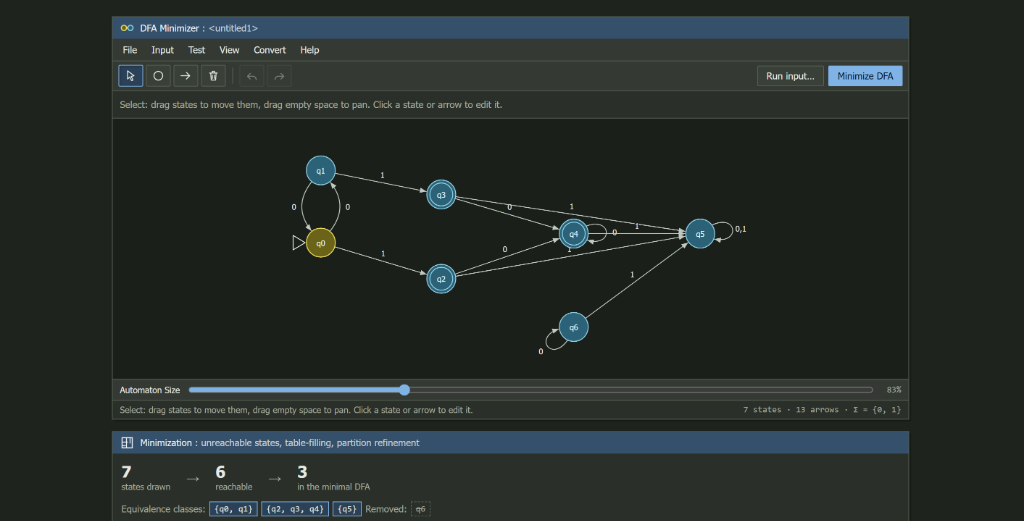 DFA Minimizer : <untitled1>
File Input Test View Convert Help
Run input... Minimize DFA
Select: drag states to move them, drag empty space to pan. Click a state or arrow to edit it.
q1
1
q3
0
0
0
1
q4
0
1
q5
0,1
q0
1
0
1
q2
1
q6
0
Automaton Size 83%
Select: drag states to move them, drag empty space to pan. Click a state or arrow to edit it. 7 states · 13 arrows · Σ = {0, 1}
Minimization : unreachable states, table-filling, partition refinement
7 → 6 → 3
states drawn reachable in the minimal DFA
Equivalence classes: {q0, q1} {q2, q3, q4} {q5} Removed: q6